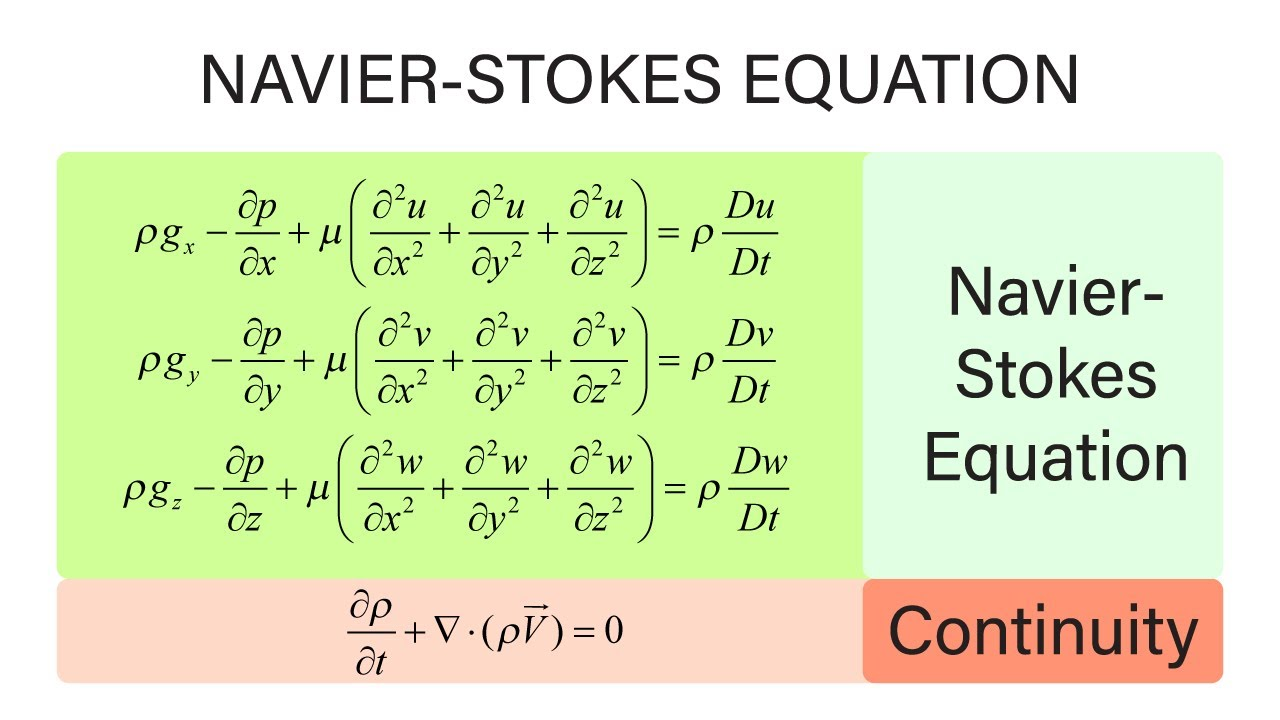 NAVIER-STOKES EQUATION
ρgₓ − ∂p/∂x + μ(∂²u/∂x² + ∂²u/∂y² + ∂²u/∂z²) = ρ Du/Dt
ρg_y − ∂p/∂y + μ(∂²v/∂x² + ∂²v/∂y² + ∂²v/∂z²) = ρ Dv/Dt
ρg_z − ∂p/∂z + μ(∂²w/∂x² + ∂²w/∂y² + ∂²w/∂z²) = ρ Dw/Dt
Navier-
Stokes
Equation
∂ρ/∂t + ∇·(ρV⃗) = 0
Continuity